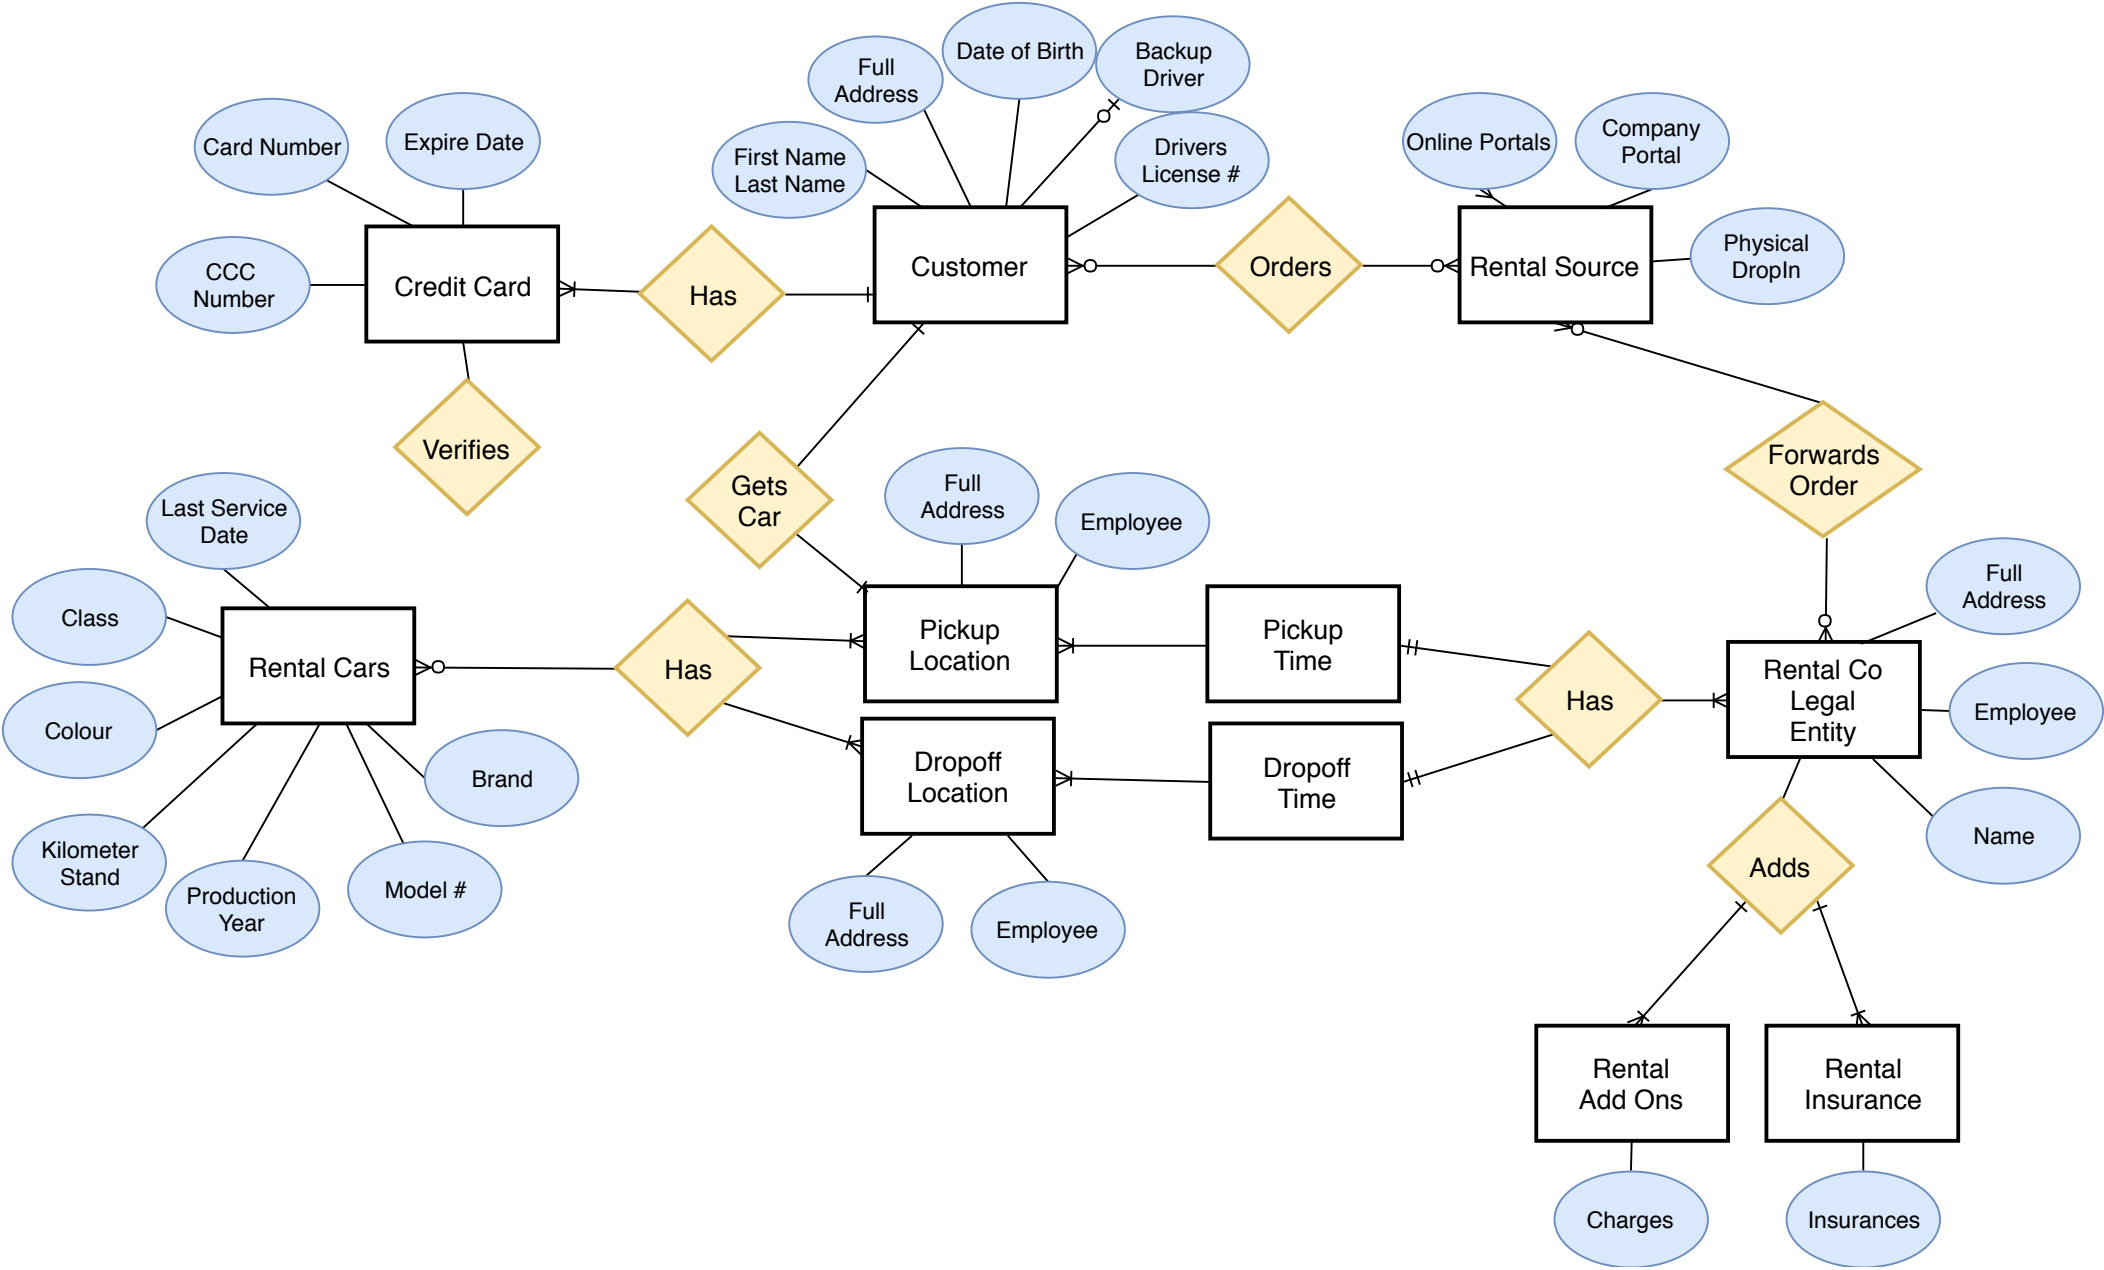 Date of Birth
Backup
Driver
Full
Address
Card Number
Expire Date
First Name
Last Name
Drivers
License #
Online Portals
Company
Portal
CCC
Number
Credit Card
Has
Customer
Orders
Rental Source
Physical
DropIn
Verifies
Gets
Car
Full
Address
Employee
Forwards
Order
Last Service
Date
Class
Colour
Rental Cars
Has
Pickup
Location
Pickup
Time
Has
Rental Co
Legal
Entity
Full
Address
Employee
Name
Dropoff
Location
Dropoff
Time
Brand
Kilometer
Stand
Production
Year
Model #
Full
Address
Employee
Adds
Rental
Add Ons
Rental
Insurance
Charges
Insurances